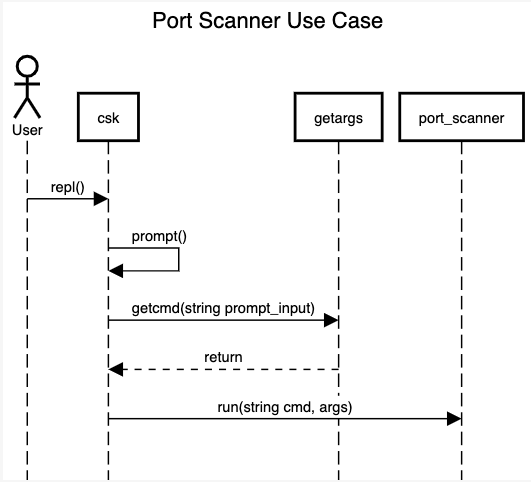 Port Scanner Use Case
User
csk
getargs
port_scanner
repl()
prompt()
getcmd(string prompt_input)
return
run(string cmd, args)